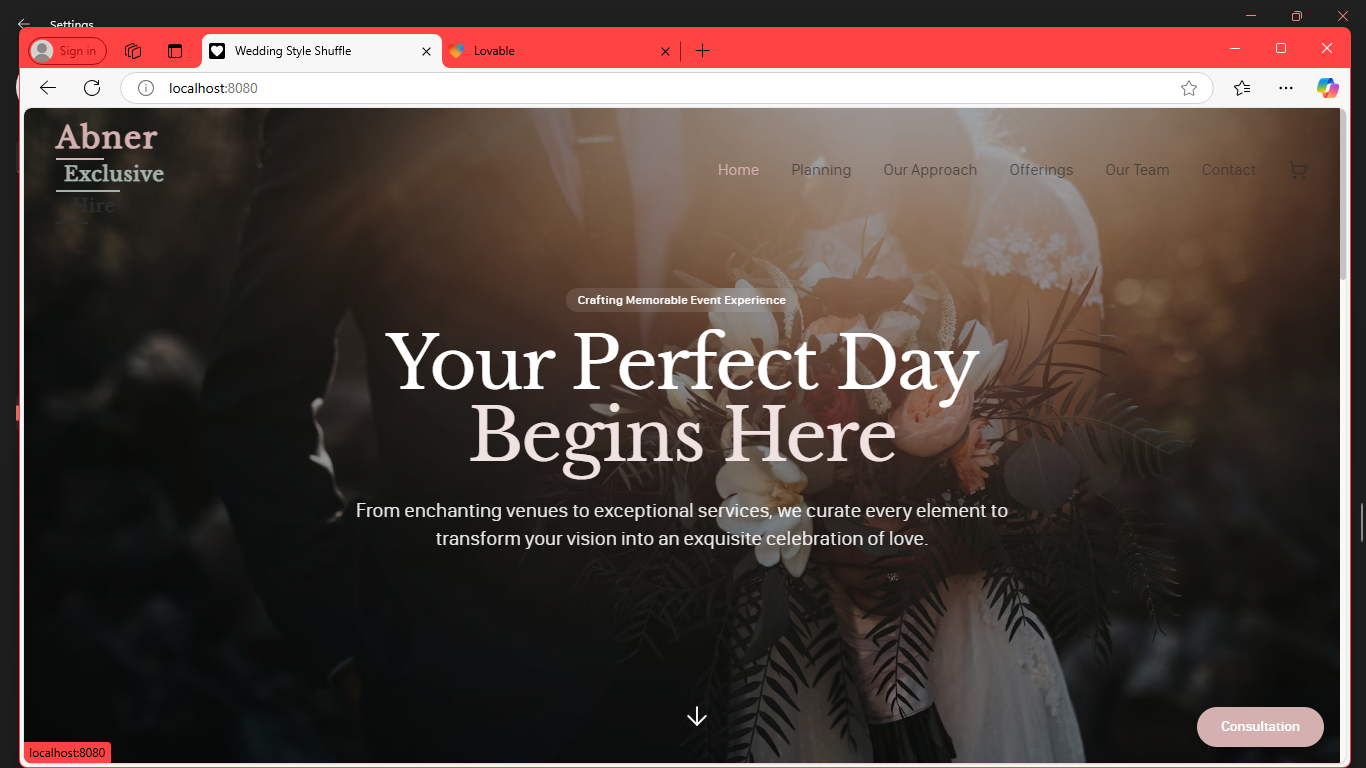 Settings
Sign in
Wedding Style Shuffle
Lovable
localhost:8080
Abner
Exclusive
Hire
Home
Planning
Our Approach
Offerings
Our Team
Contact
Crafting Memorable Event Experience
Your Perfect Day
Begins Here
From enchanting venues to exceptional services, we curate every element to
transform your vision into an exquisite celebration of love.
Consultation
localhost:8080